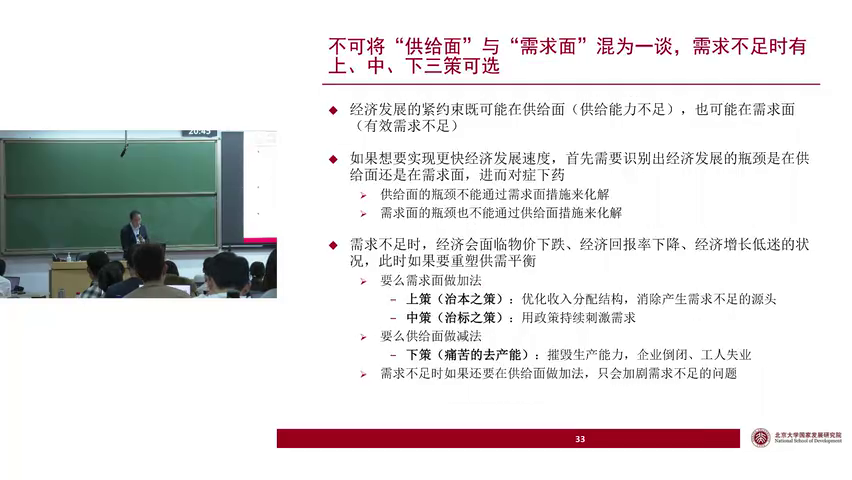 不可将“供给面”与“需求面”混为一谈，需求不足时有
上、中、下三策可选
经济发展的紧约束既可能在供给面（供给能力不足），也可能在需求面
（有效需求不足）
如果想要实现更快经济发展速度，首先需要识别出经济发展的瓶颈是在供
给面还是在需求面，进而对症下药
供给面的瓶颈不能通过需求面措施来化解
需求面的瓶颈也不能通过供给面措施来化解
需求不足时，经济会面临物价下跌、经济回报率下降、经济增长低迷的状
况，此时如果要重塑供需平衡
要么需求面做加法
– 上策（治本之策）：优化收入分配结构，消除产生需求不足的源头
– 中策（治标之策）：用政策持续刺激需求
要么供给面做减法
– 下策（痛苦的去产能）：摧毁生产能力，企业倒闭、工人失业
需求不足时如果还要在供给面做加法，只会加剧需求不足的问题
33
北京大学国家发展研究院
National School of Development